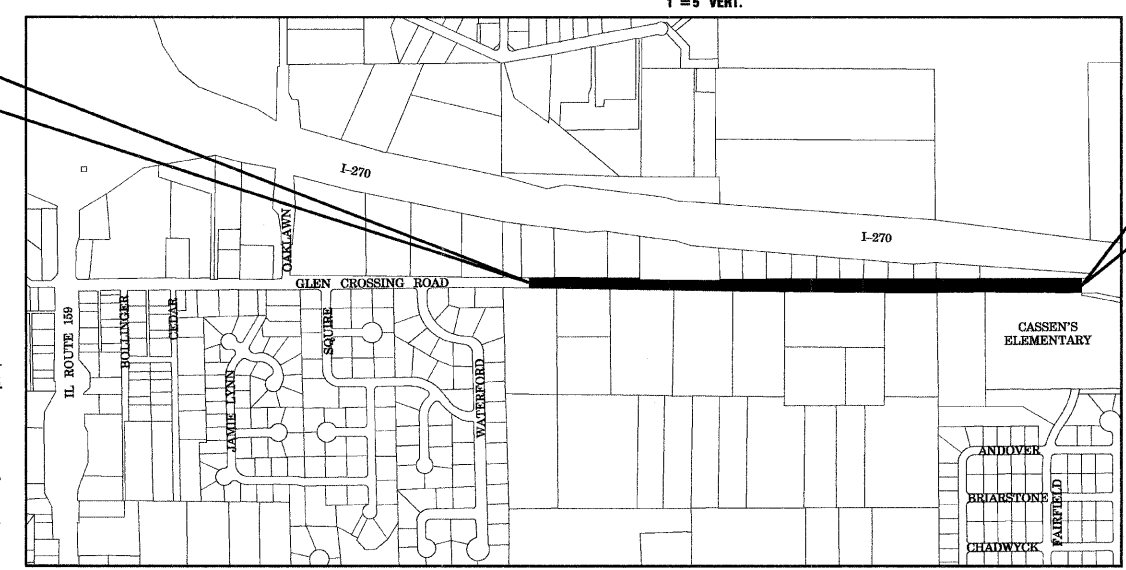 1"=5' VERT.
I-270
I-270
OAKLAWN
GLEN CROSSING ROAD
IL ROUTE 159
BOLLINGER
CEDAR
SQUIRE
CASSEN'S
ELEMENTARY
JAMIE LYNN
WATERFORD
ANDOVER
BRIARSTONE
FAIRFIELD
CHADWYCK